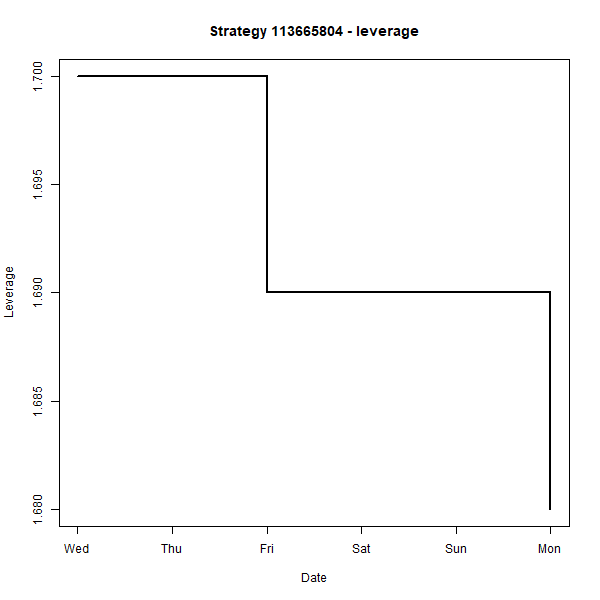 Strategy 113665804 - leverage
Leverage
1.700
1.695
1.690
1.685
1.680
Wed Thu Fri Sat Sun Mon
Date